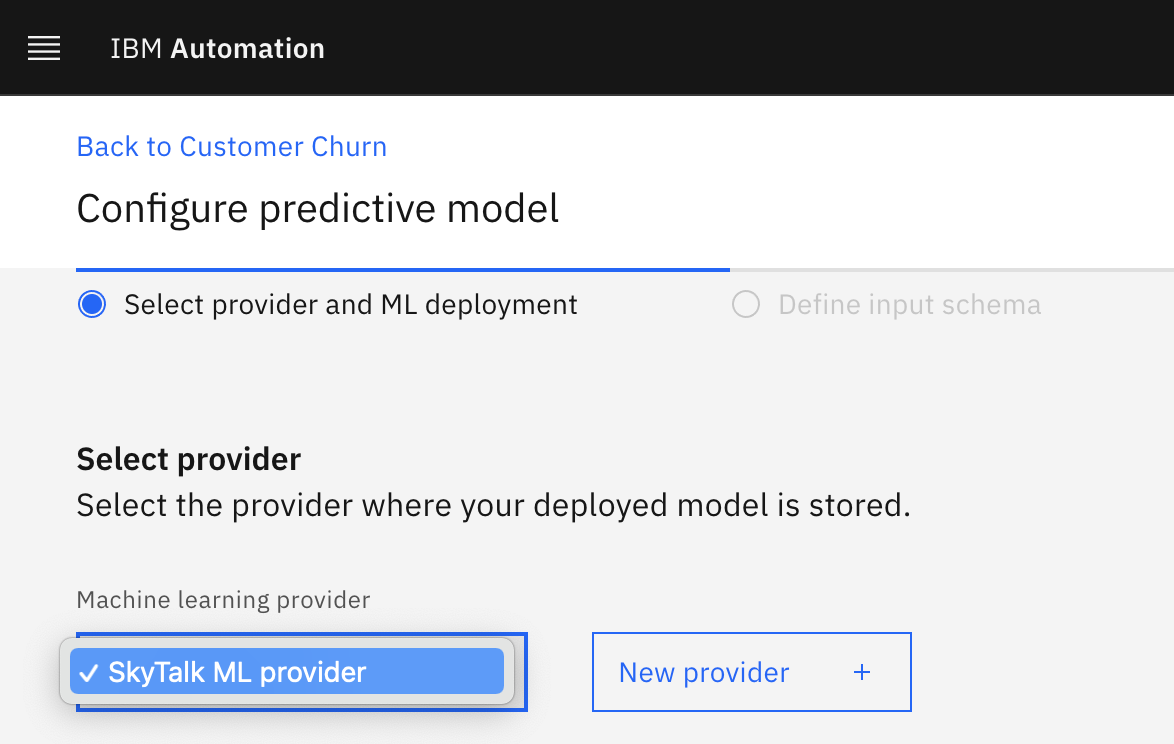 IBM Automation
Back to Customer Churn
Configure predictive model
Select provider and ML deployment
Define input schema
Select provider
Select the provider where your deployed model is stored.
Machine learning provider
✓ SkyTalk ML provider
New provider +